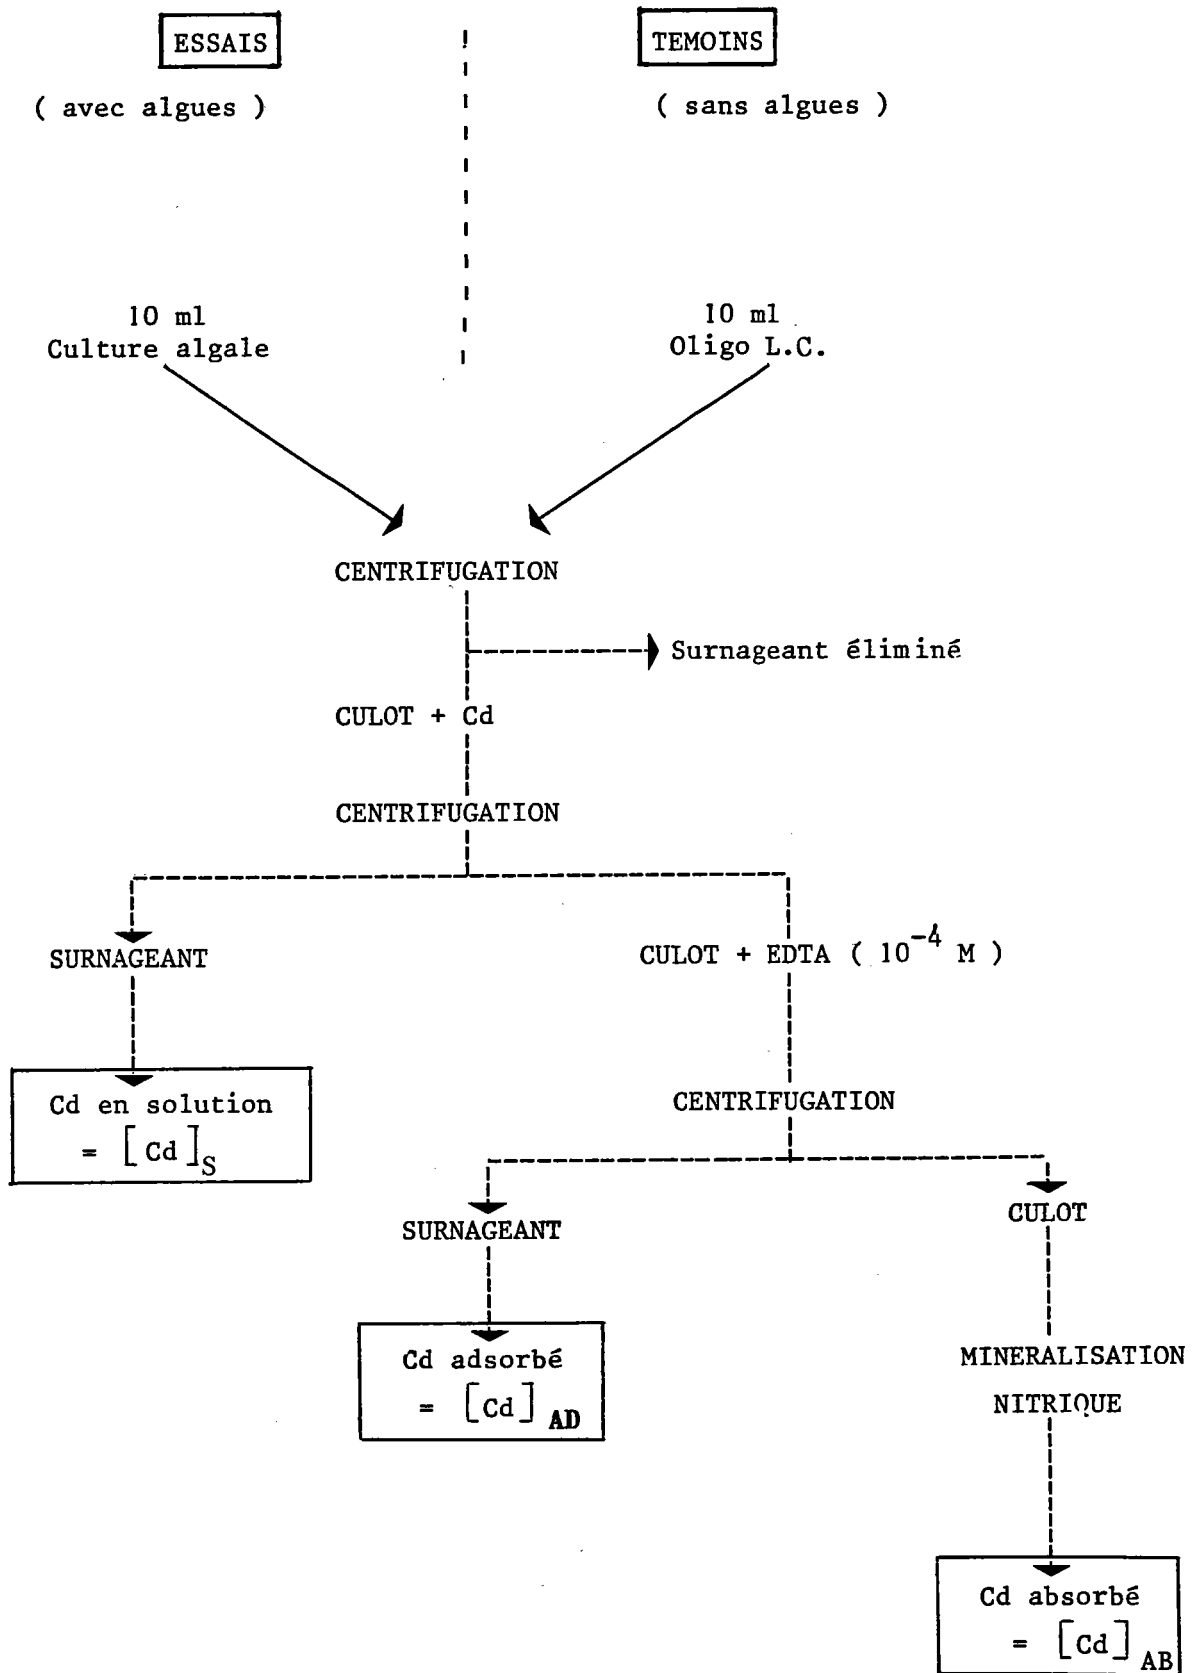 ESSAIS
TEMOINS
( avec algues )
( sans algues )
10 ml
Culture algale
10 ml
Oligo L.C.
CENTRIFUGATION
Surnageant éliminé
CULOT + Cd
CENTRIFUGATION
SURNAGEANT
CULOT + EDTA ( 10⁻⁴ M )
Cd en solution
= [Cd]S
CENTRIFUGATION
SURNAGEANT
CULOT
Cd adsorbé
= [Cd]AD
MINERALISATION
NITRIQUE
Cd absorbé
= [Cd]AB